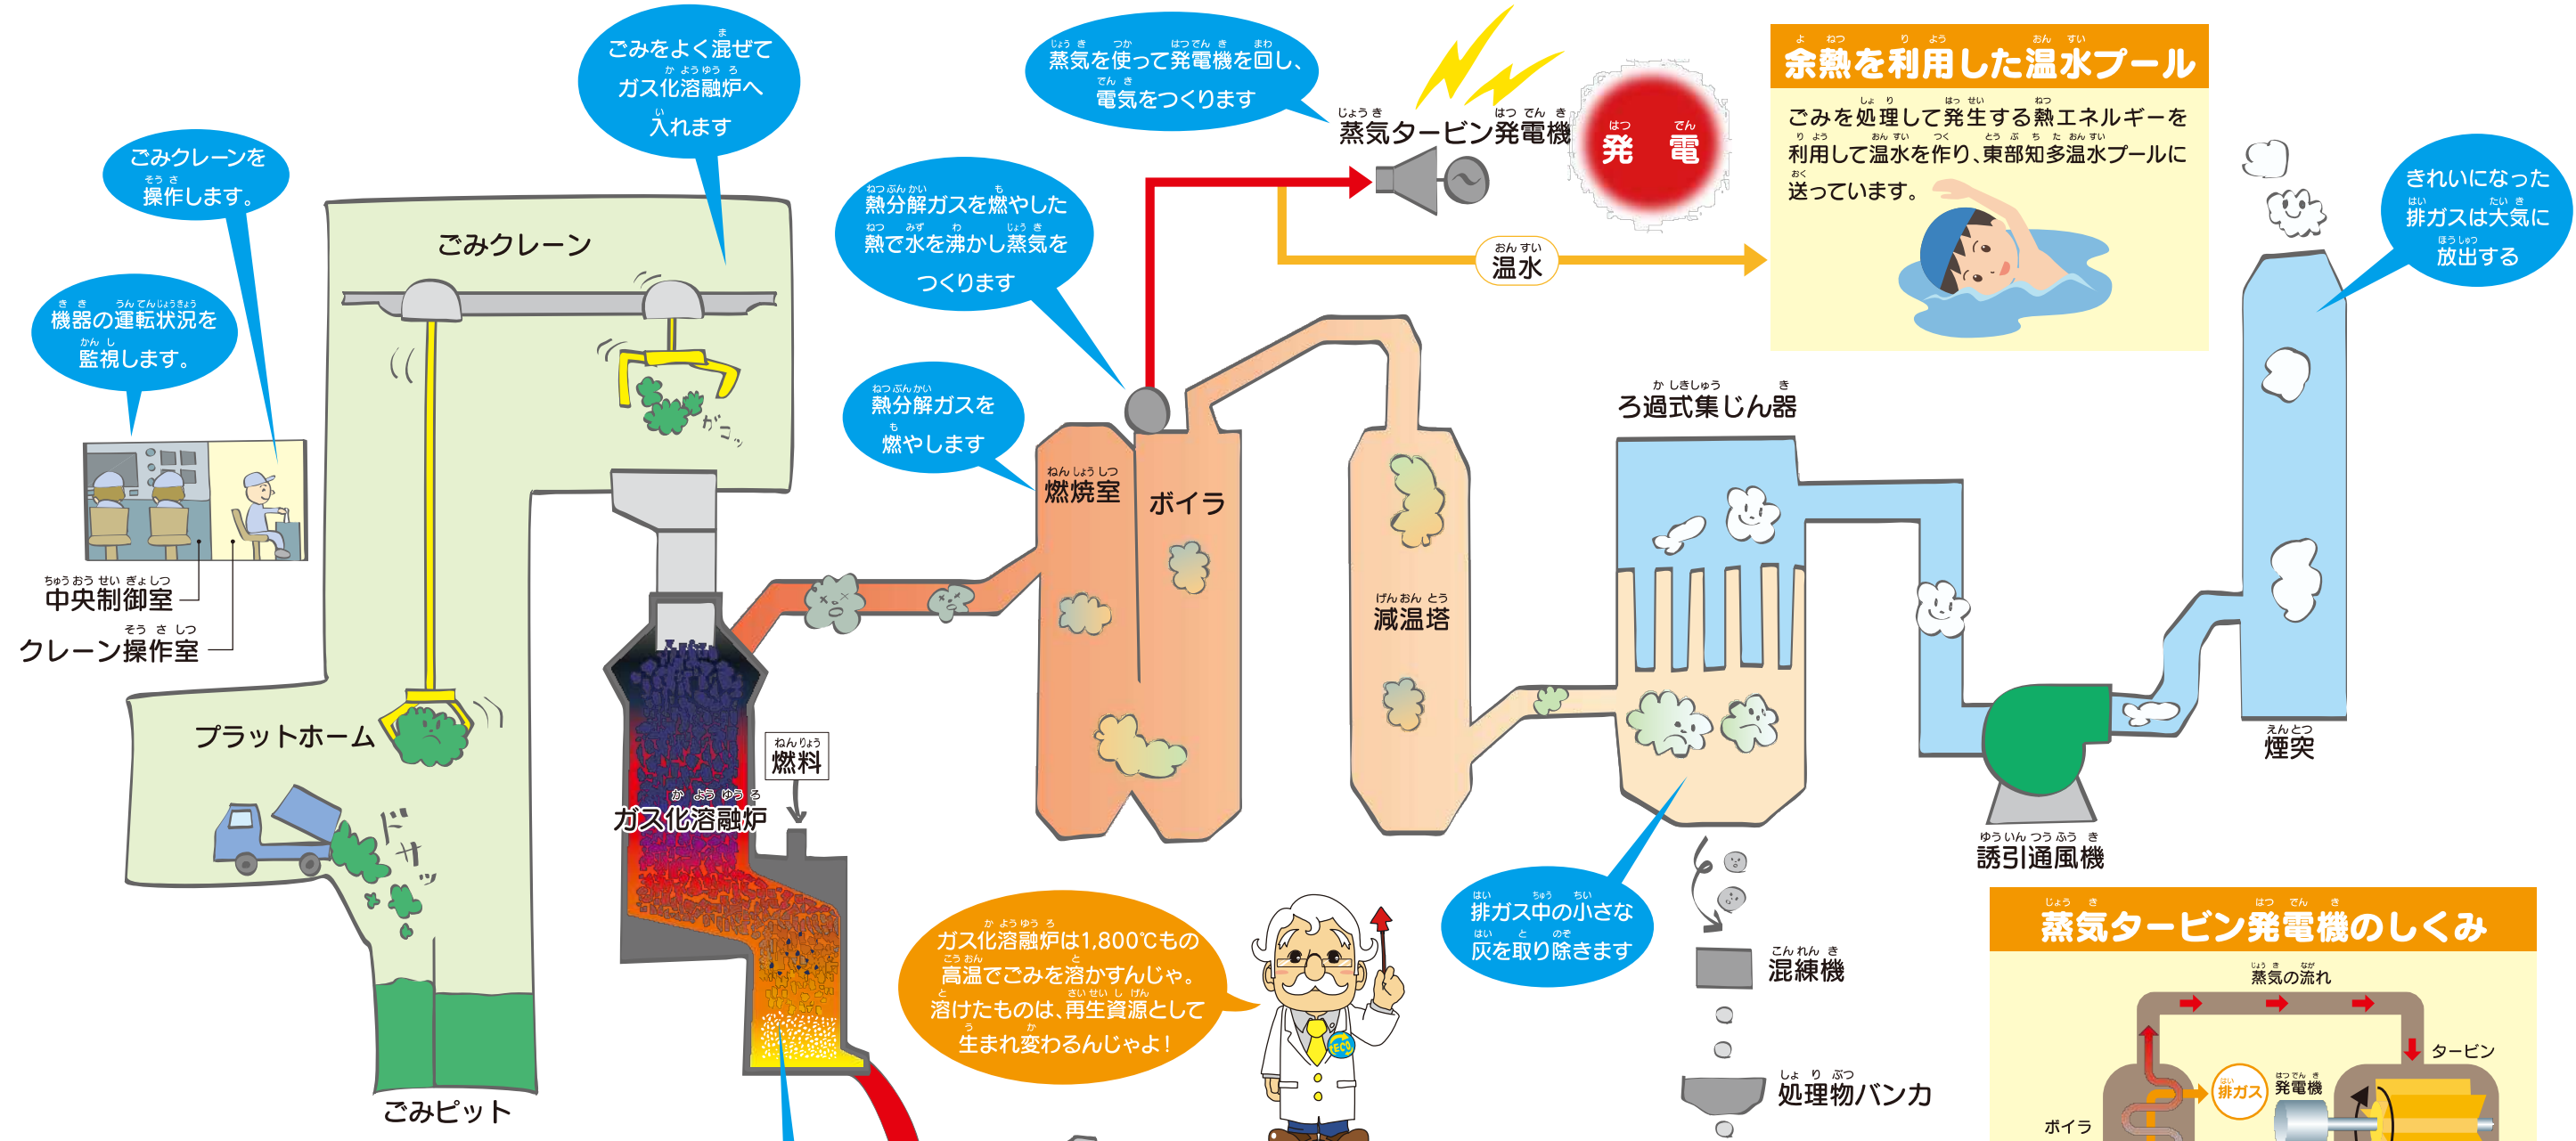 ごみをよく混ぜて
ガス化溶融炉へ
入れます
ごみクレーンを
操作します。
機器の運転状況を
監視します。
ごみクレーン
ガコッ
中央制御室
クレーン操作室
プラットホーム
ドサッ
ごみピット
ガス化溶融炉
燃料
熱分解ガスを
燃やします
熱分解ガスを燃やした
熱で水を沸かし蒸気を
つくります
燃焼室
ボイラ
蒸気を使って発電機を回し、
電気をつくります
蒸気タービン発電機
発電
温水
余熱を利用した温水プール
ごみを処理して発生する熱エネルギーを
利用して温水を作り、東部知多温水プールに
送っています。
減温塔
ろ過式集じん器
排ガス中の小さな
灰を取り除きます
混練機
処理物バンカ
誘引通風機
煙突
きれいになった
排ガスは大気に
放出する
ガス化溶融炉は1,800℃もの
高温でごみを溶かすんじゃ。
溶けたものは、再生資源として
生まれ変わるんじゃよ！
蒸気タービン発電機のしくみ
蒸気の流れ
タービン
排ガス
発電機
ボイラ